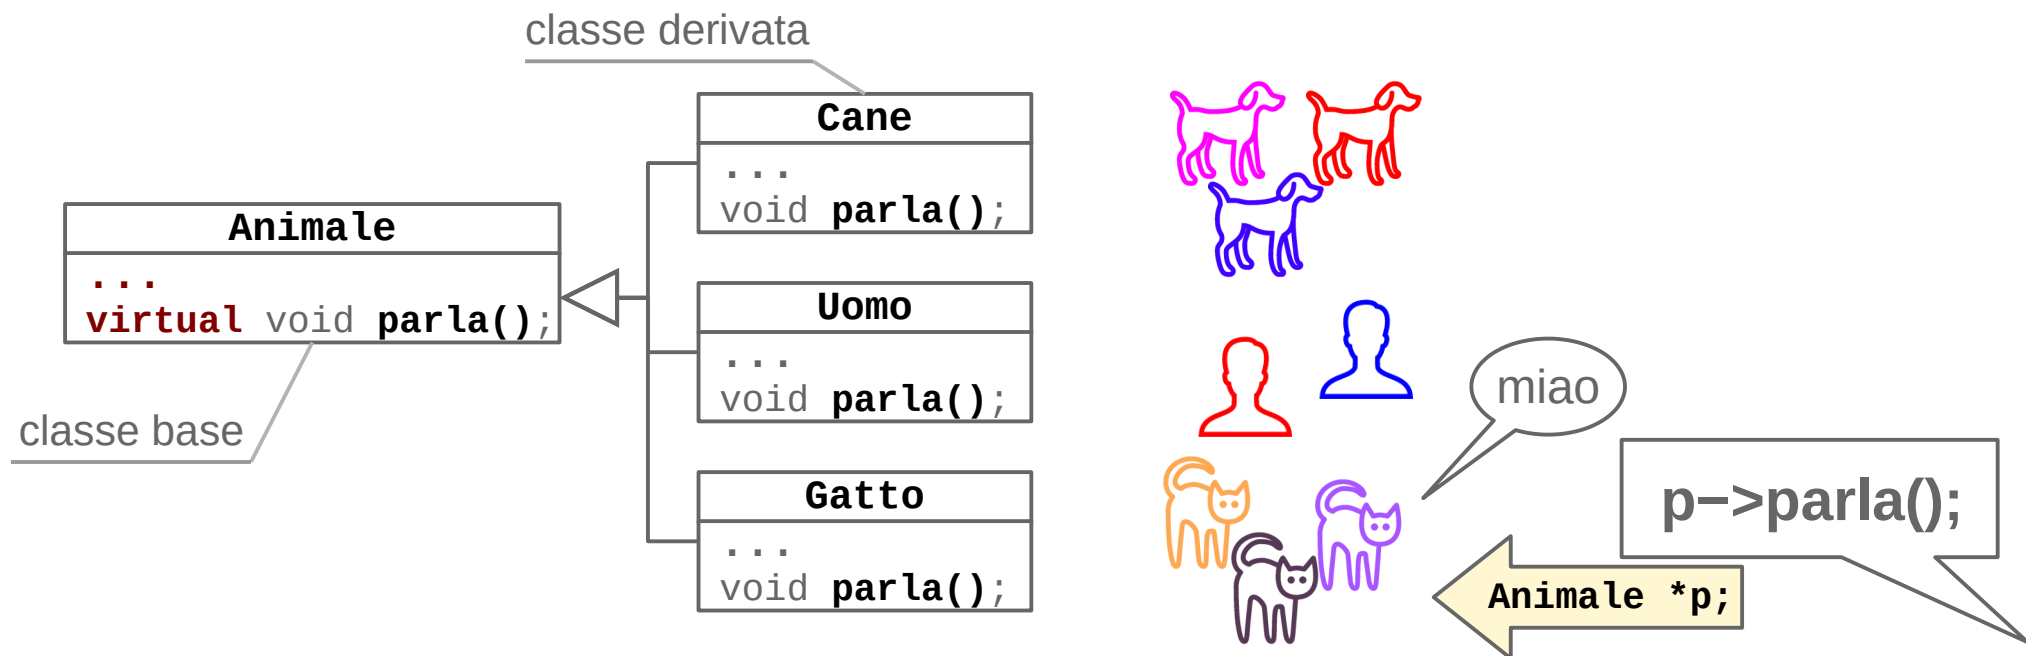 classe derivata
Cane
...
void parla();
Animale
...
virtual void parla();
classe base
Uomo
...
void parla();
Gatto
...
void parla();
miao
p−>parla();
Animale *p;